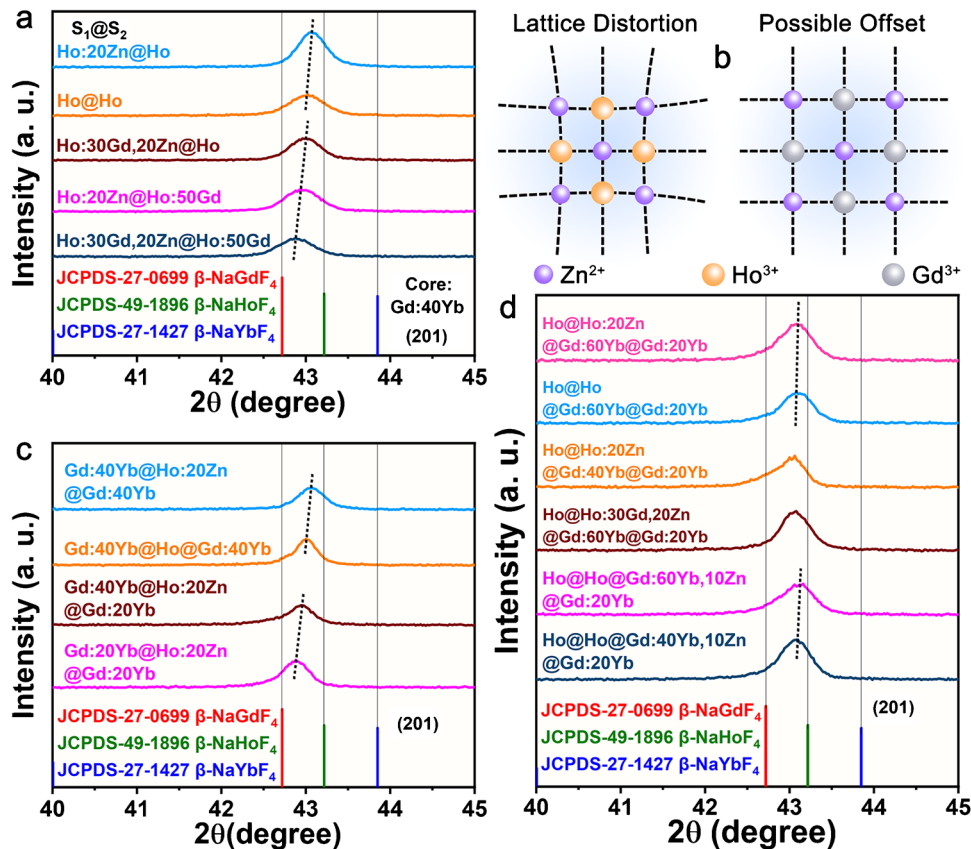 a
S₁@S₂
Ho:20Zn@Ho
Ho@Ho
Ho:30Gd,20Zn@Ho
Ho:20Zn@Ho:50Gd
Ho:30Gd,20Zn@Ho:50Gd
JCPDS-27-0699 β-NaGdF₄
JCPDS-49-1896 β-NaHoF₄
JCPDS-27-1427 β-NaYbF₄
Core:
Gd:40Yb
(201)
Intensity (a. u.)
40 41 42 43 44 45
2θ (degree)
b
Lattice Distortion
Possible Offset
Zn²⁺
Ho³⁺
Gd³⁺
c
Gd:40Yb@Ho:20Zn
@Gd:40Yb
Gd:40Yb@Ho@Gd:40Yb
Gd:40Yb@Ho:20Zn
@Gd:20Yb
Gd:20Yb@Ho:20Zn
@Gd:20Yb
JCPDS-27-0699 β-NaGdF₄
JCPDS-49-1896 β-NaHoF₄
JCPDS-27-1427 β-NaYbF₄
(201)
Intensity (a. u.)
40 41 42 43 44 45
2θ(degree)
d
Ho@Ho:20Zn
@Gd:60Yb@Gd:20Yb
Ho@Ho
@Gd:60Yb@Gd:20Yb
Ho@Ho:20Zn
@Gd:40Yb@Gd:20Yb
Ho@Ho:30Gd,20Zn
@Gd:60Yb@Gd:20Yb
Ho@Ho@Gd:60Yb,10Zn
@Gd:20Yb
Ho@Ho@Gd:40Yb,10Zn
@Gd:20Yb
JCPDS-27-0699 β-NaGdF₄
JCPDS-49-1896 β-NaHoF₄
JCPDS-27-1427 β-NaYbF₄
(201)
Intensity (a. u.)
40 41 42 43 44 45
2θ (degree)